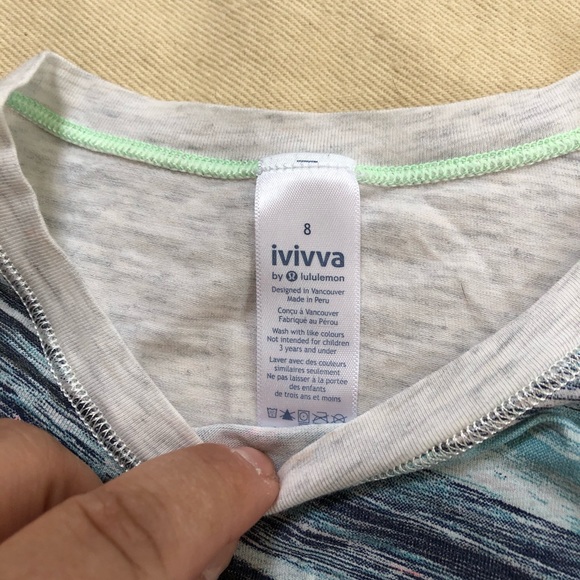 8
ivivva
by lululemon
Designed in Vancouver
Made in Peru
Conçu à Vancouver
Fabriqué au Pérou
Wash with like colours
Not intended for children
3 years and under
Laver avec des couleurs
similaires seulement
Ne pas laisser à la portée
des enfants
de trois ans et moins